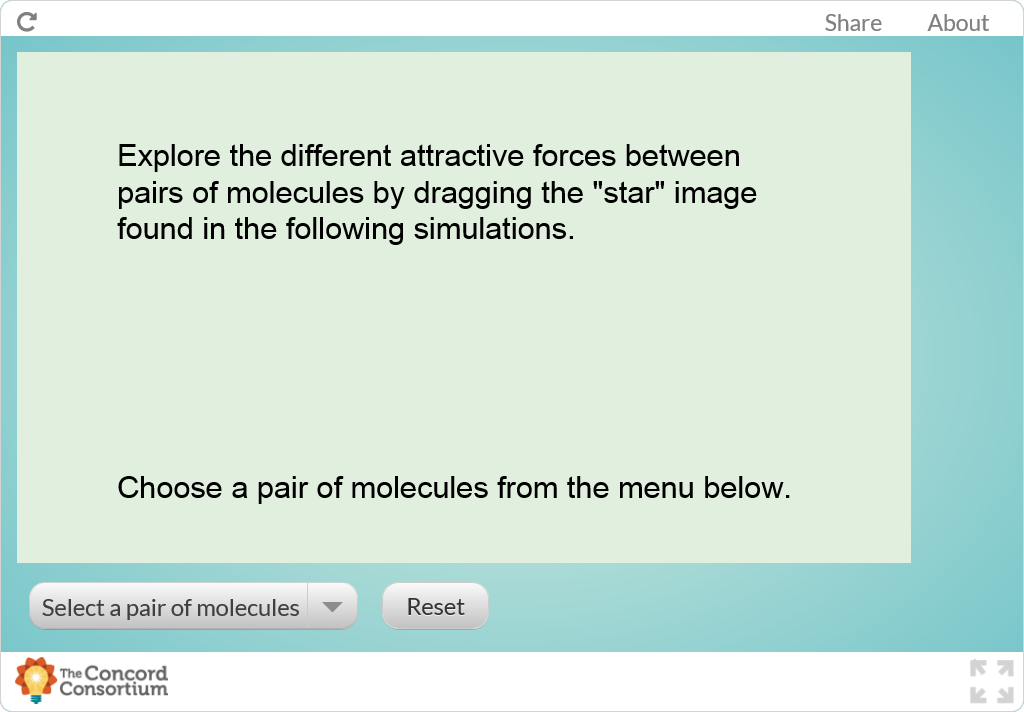 Share About
Explore the different attractive forces between
pairs of molecules by dragging the "star" image
found in the following simulations.
Choose a pair of molecules from the menu below.
Select a pair of molecules Reset
The Concord
Consortium